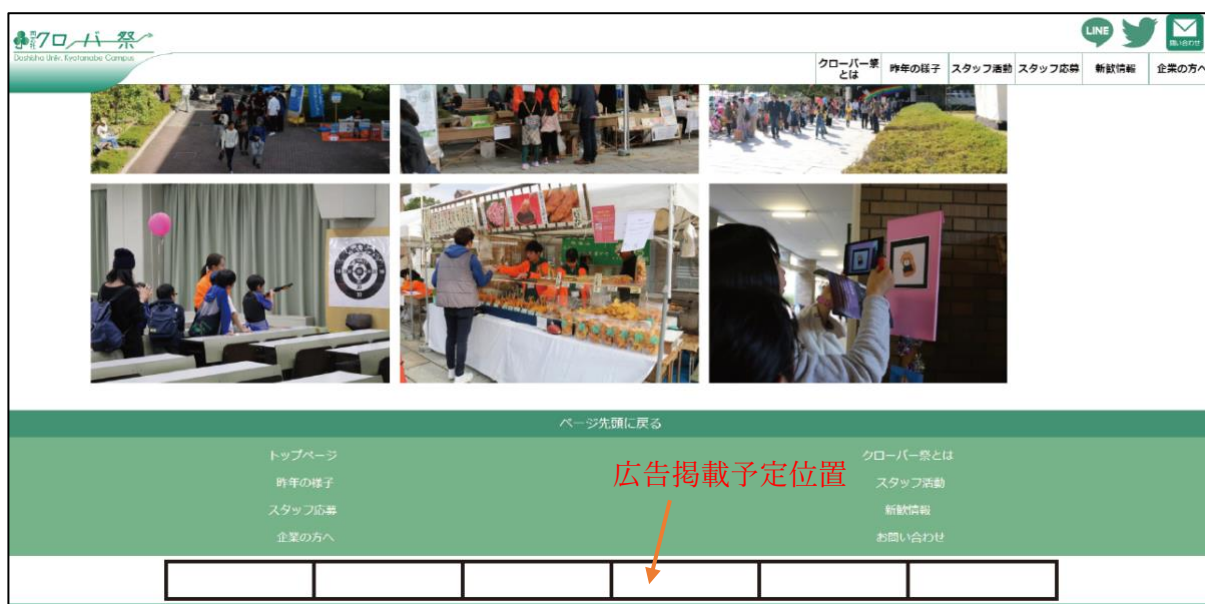 クローバー祭
Doshisha Univ. Kyotanabe Campus
LINE
問い合わせ
クローバー祭
とは
昨年の様子
スタッフ活動
スタッフ応募
新歓情報
企業の方へ
ページ先頭に戻る
トップページ
クローバー祭とは
昨年の様子
スタッフ活動
スタッフ応募
新歓情報
企業の方へ
お問い合わせ
広告掲載予定位置